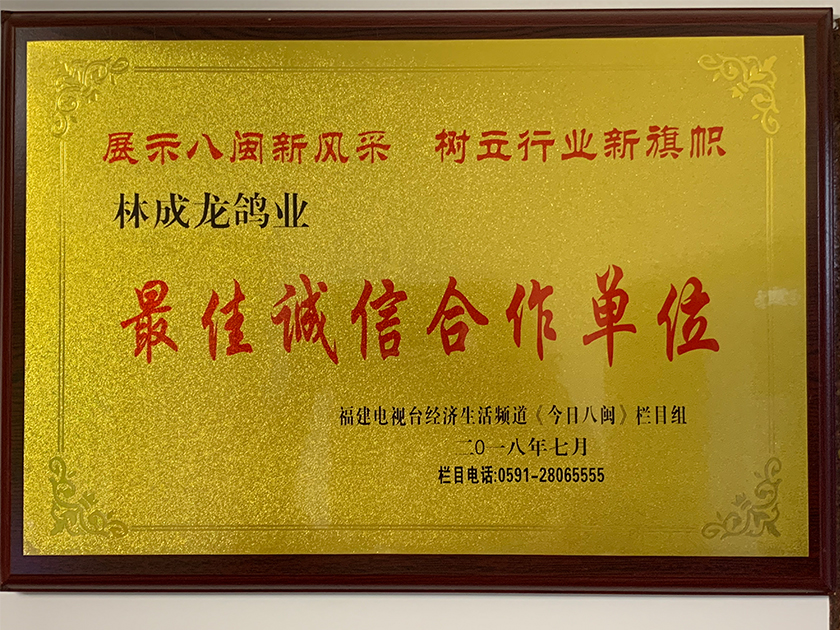 展示八闽新风采 树立行业新旗帜
林成龙鸽业
最佳诚信合作单位
福建电视台经济生活频道《今日八闽》栏目组
二0一八年七月
栏目电话:0591-28065555